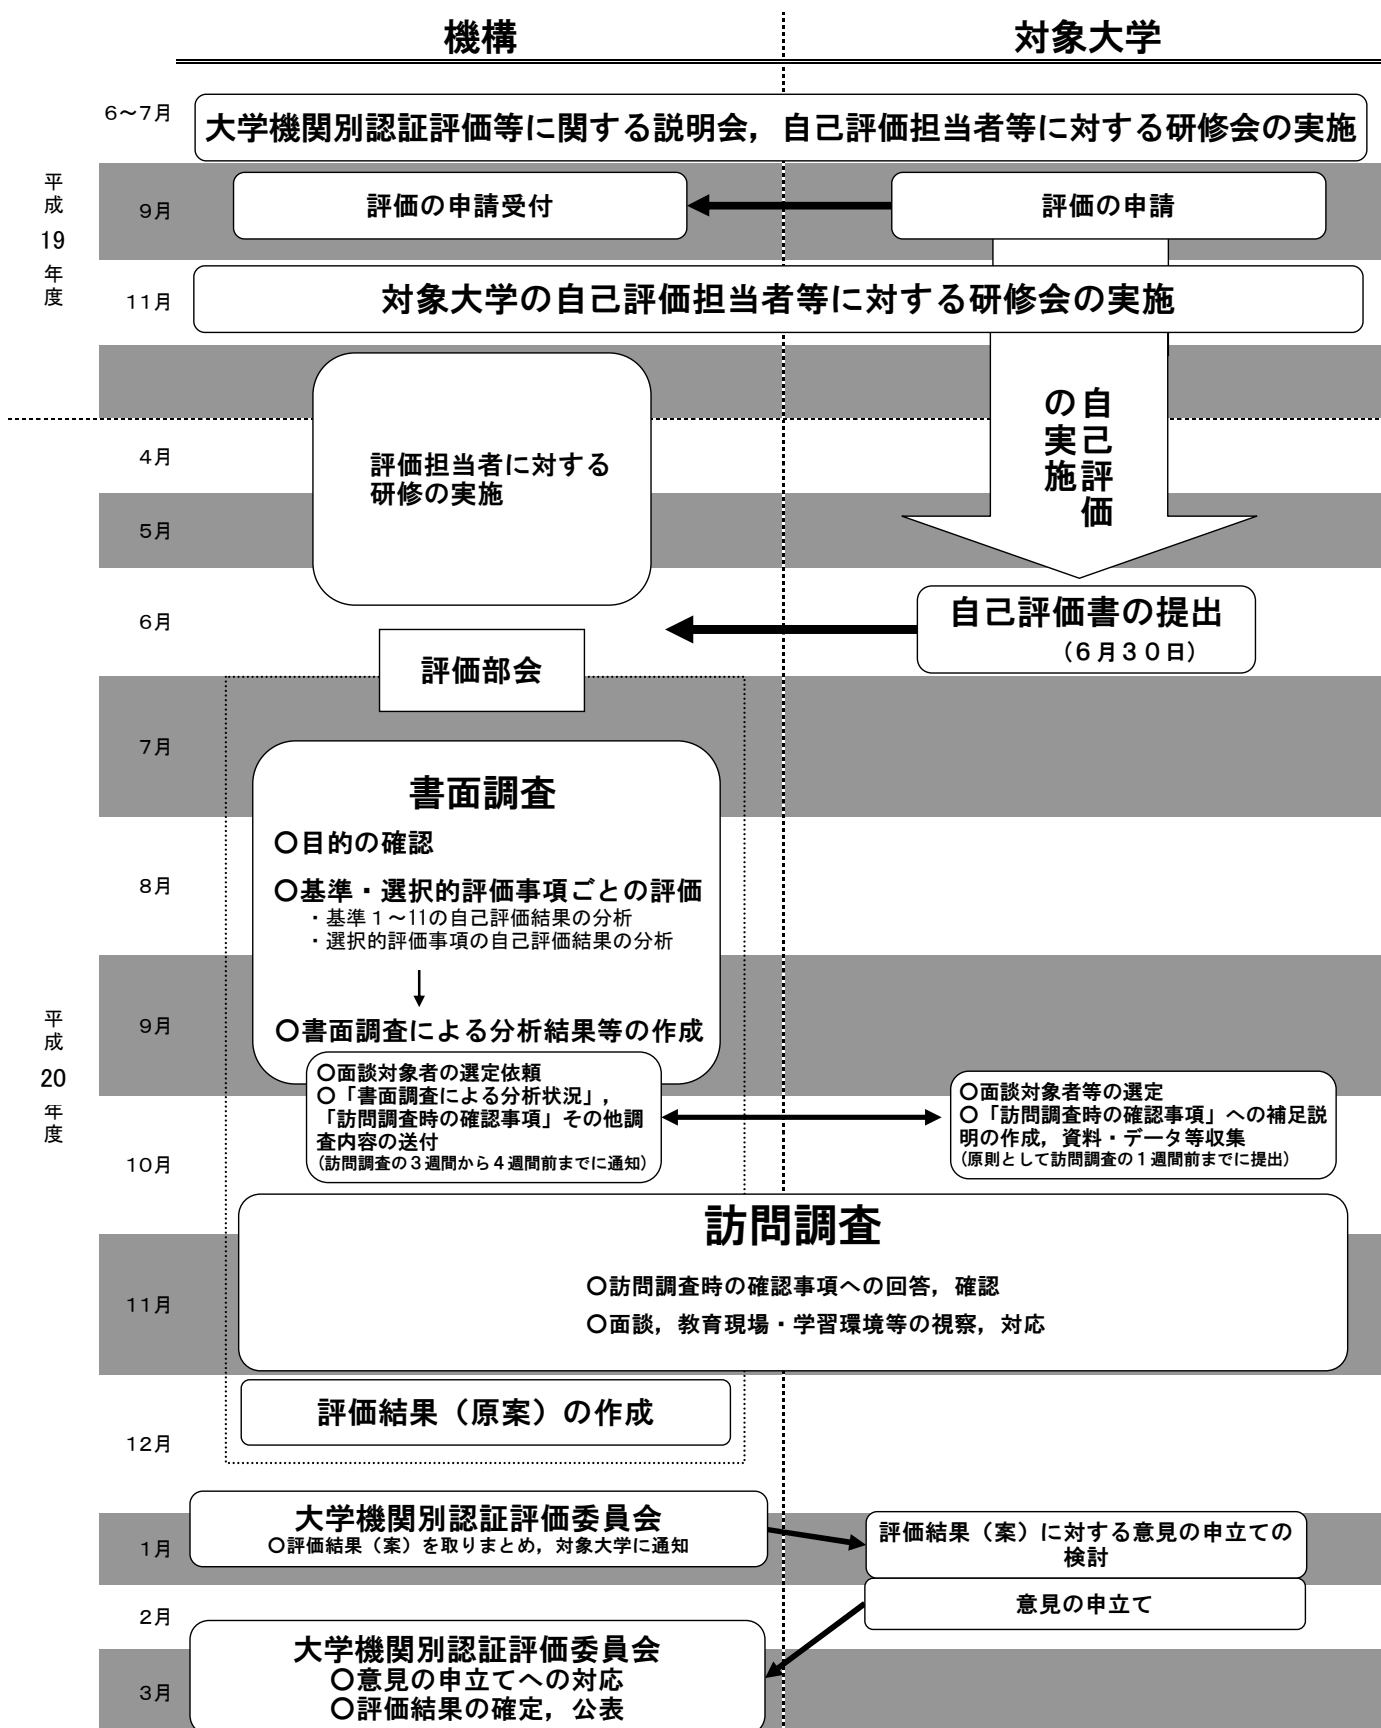 機構
対象大学
6～7月
大学機関別認証評価等に関する説明会，自己評価担当者等に対する研修会の実施
平成19年度
9月
評価の申請受付
評価の申請
11月
対象大学の自己評価担当者等に対する研修会の実施
自己評価
の実施
4月
評価担当者に対する
研修の実施
5月
6月
自己評価書の提出
（６月３０日）
評価部会
7月
書面調査
○目的の確認
8月
○基準・選択的評価事項ごとの評価
・基準１～11の自己評価結果の分析
・選択的評価事項の自己評価結果の分析
平成20年度
9月
○書面調査による分析結果等の作成
○面談対象者の選定依頼
○「書面調査による分析状況」，
「訪問調査時の確認事項」その他調
査内容の送付
(訪問調査の３週間から４週間前までに通知)
○面談対象者等の選定
○「訪問調査時の確認事項」への補足説
明の作成，資料・データ等収集
(原則として訪問調査の１週間前までに提出)
10月
訪問調査
○訪問調査時の確認事項への回答，確認
11月
○面談，教育現場・学習環境等の視察，対応
評価結果（原案）の作成
12月
大学機関別認証評価委員会
○評価結果（案）を取りまとめ，対象大学に通知
1月
評価結果（案）に対する意見の申立ての
検討
意見の申立て
2月
大学機関別認証評価委員会
○意見の申立てへの対応
3月
○評価結果の確定，公表